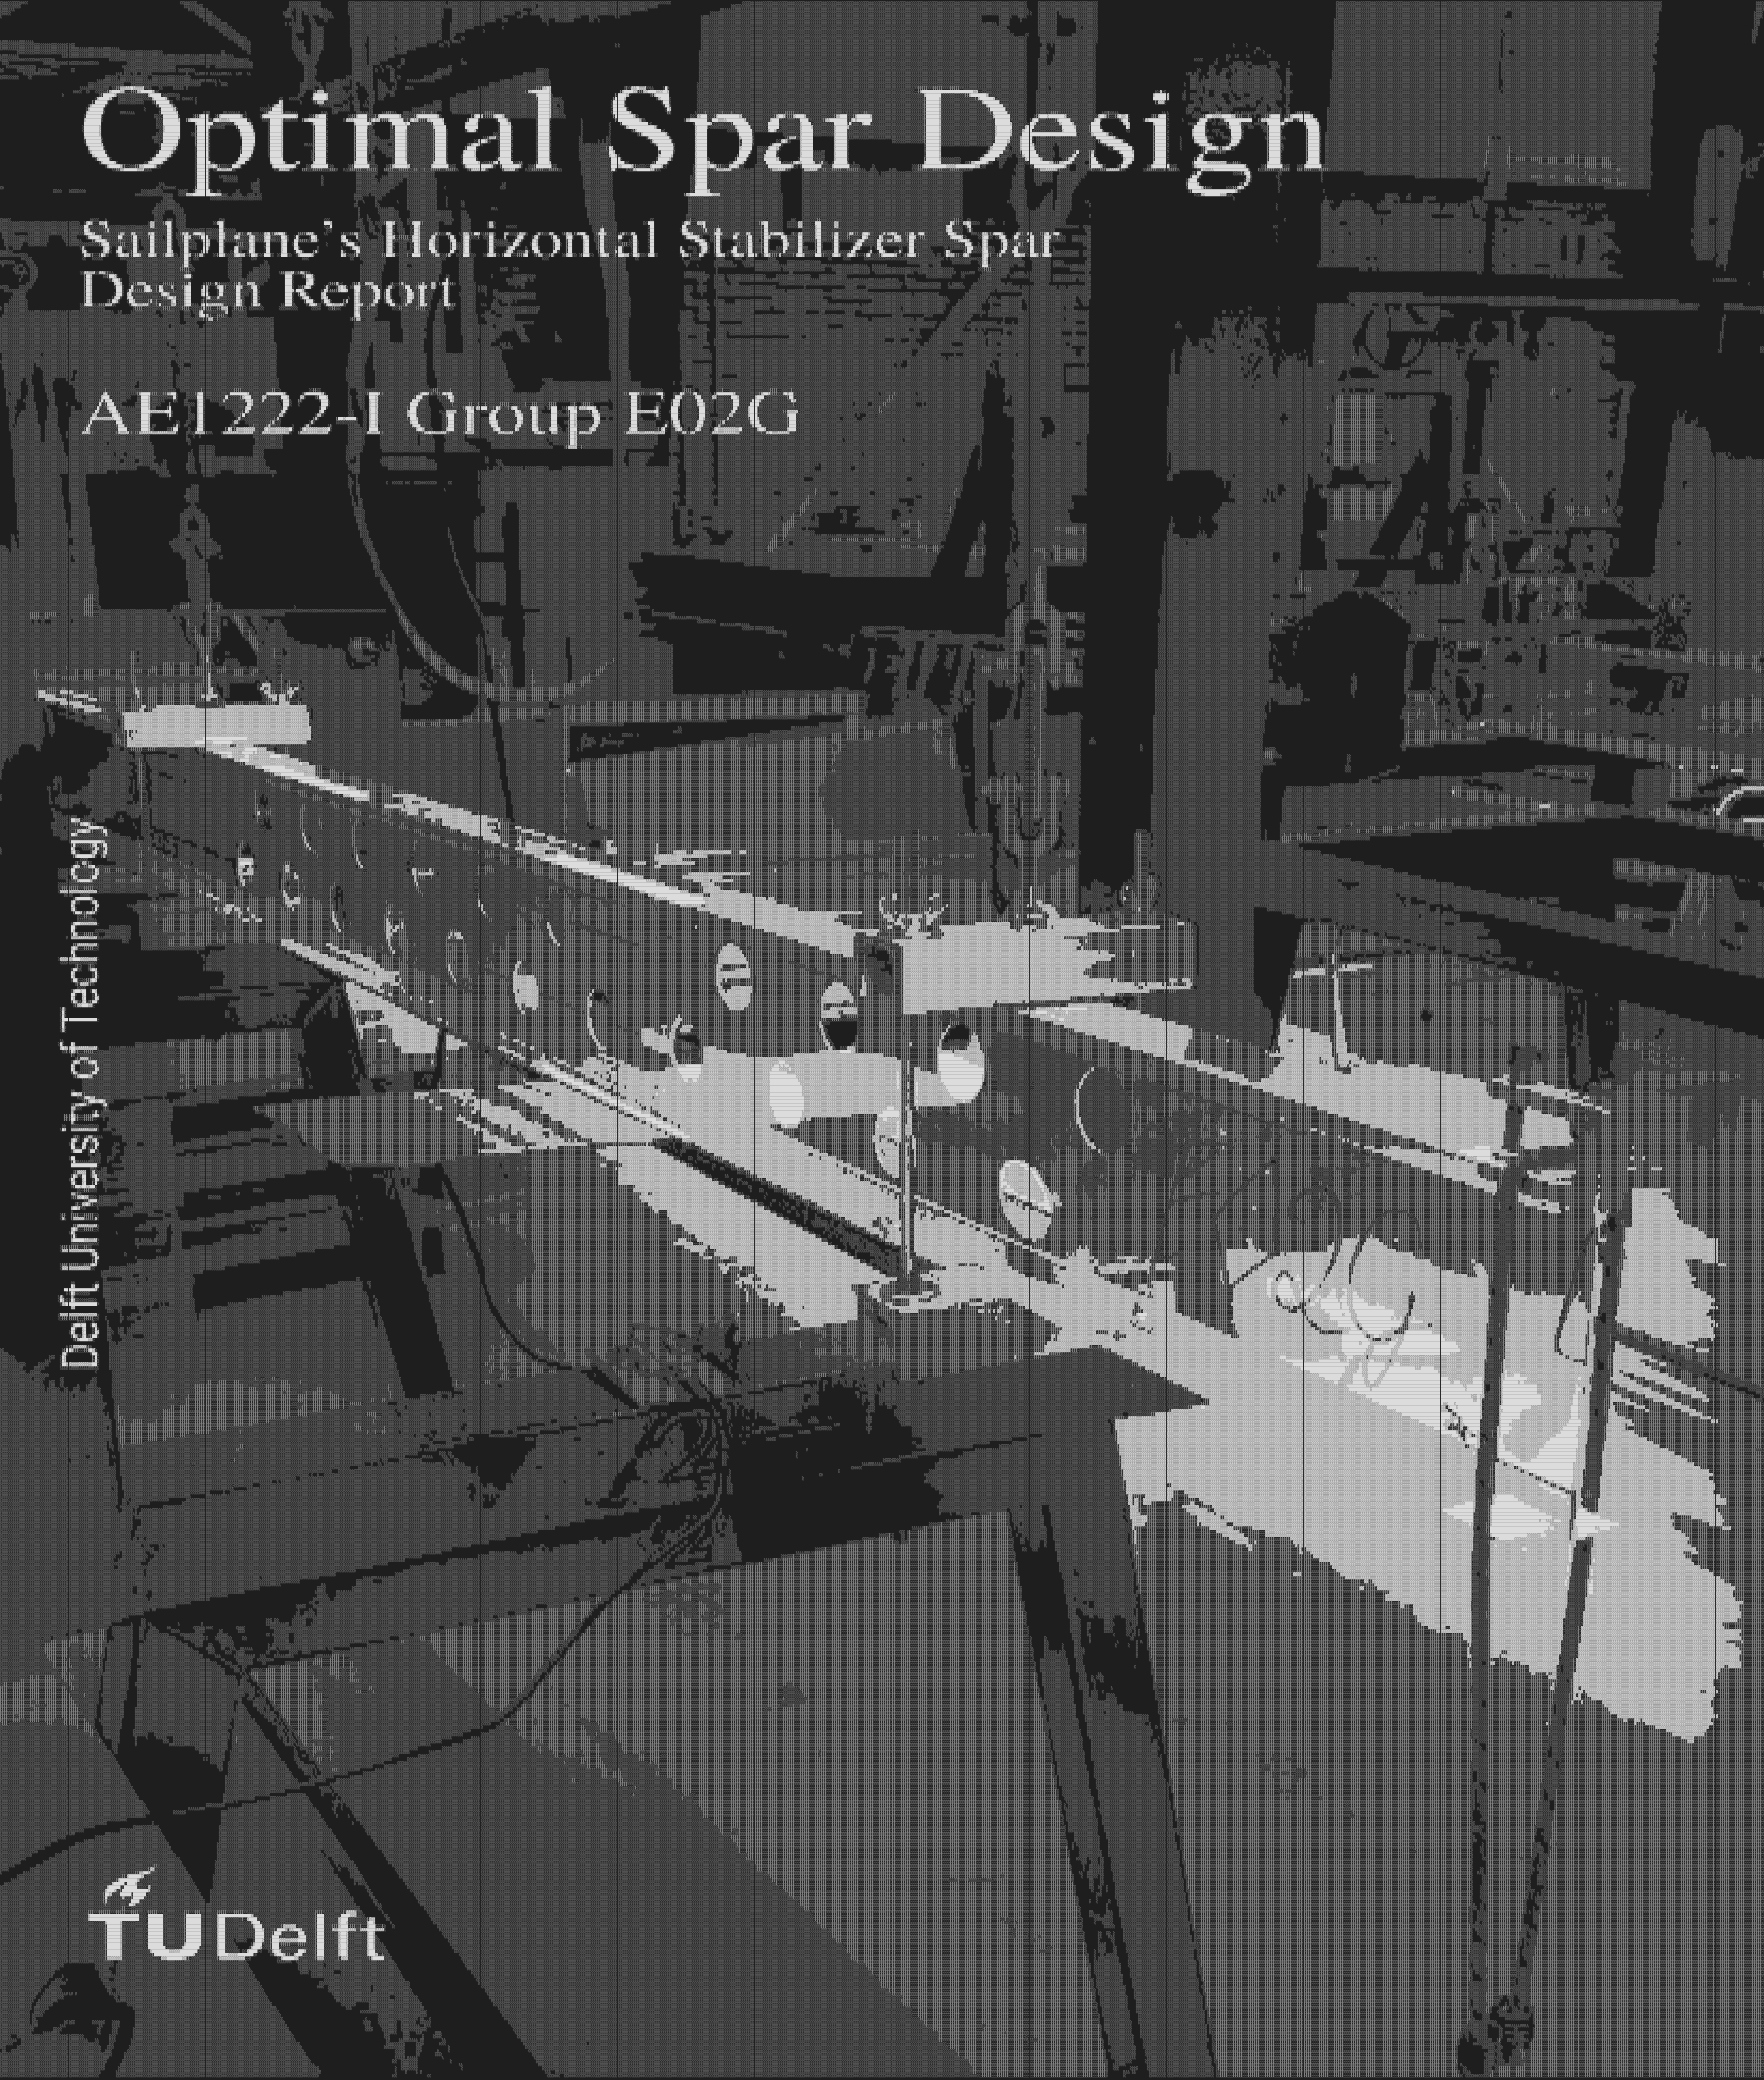 Optimal Spar Design
Sailplane's Horizontal Stabilizer Spar
Design Report
AE1222-I Group E02G
Delft University of Technology
TUDelft